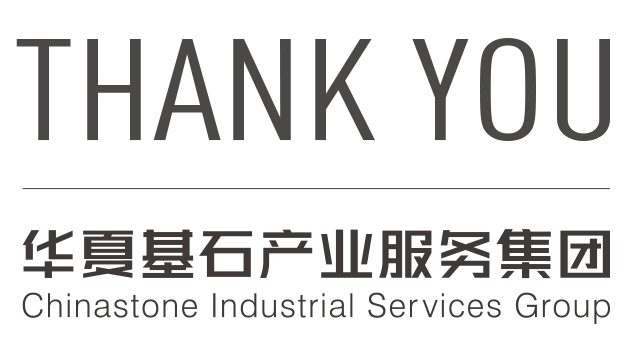 THANK YOU
华夏基石产业服务集团
Chinastone Industrial Services Group